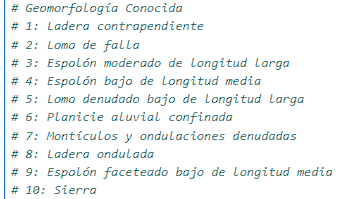 # Geomorfología Conocida
# 1: Ladera contrapendiente
# 2: Lomo de falla
# 3: Espolón moderado de longitud larga
# 4: Espolón bajo de longitud media
# 5: Lomo denudado bajo de longitud larga
# 6: Planicie aluvial confinada
# 7: Montículos y ondulaciones denudadas
# 8: Ladera ondulada
# 9: Espolón faceteado bajo de longitud media
# 10: Sierra